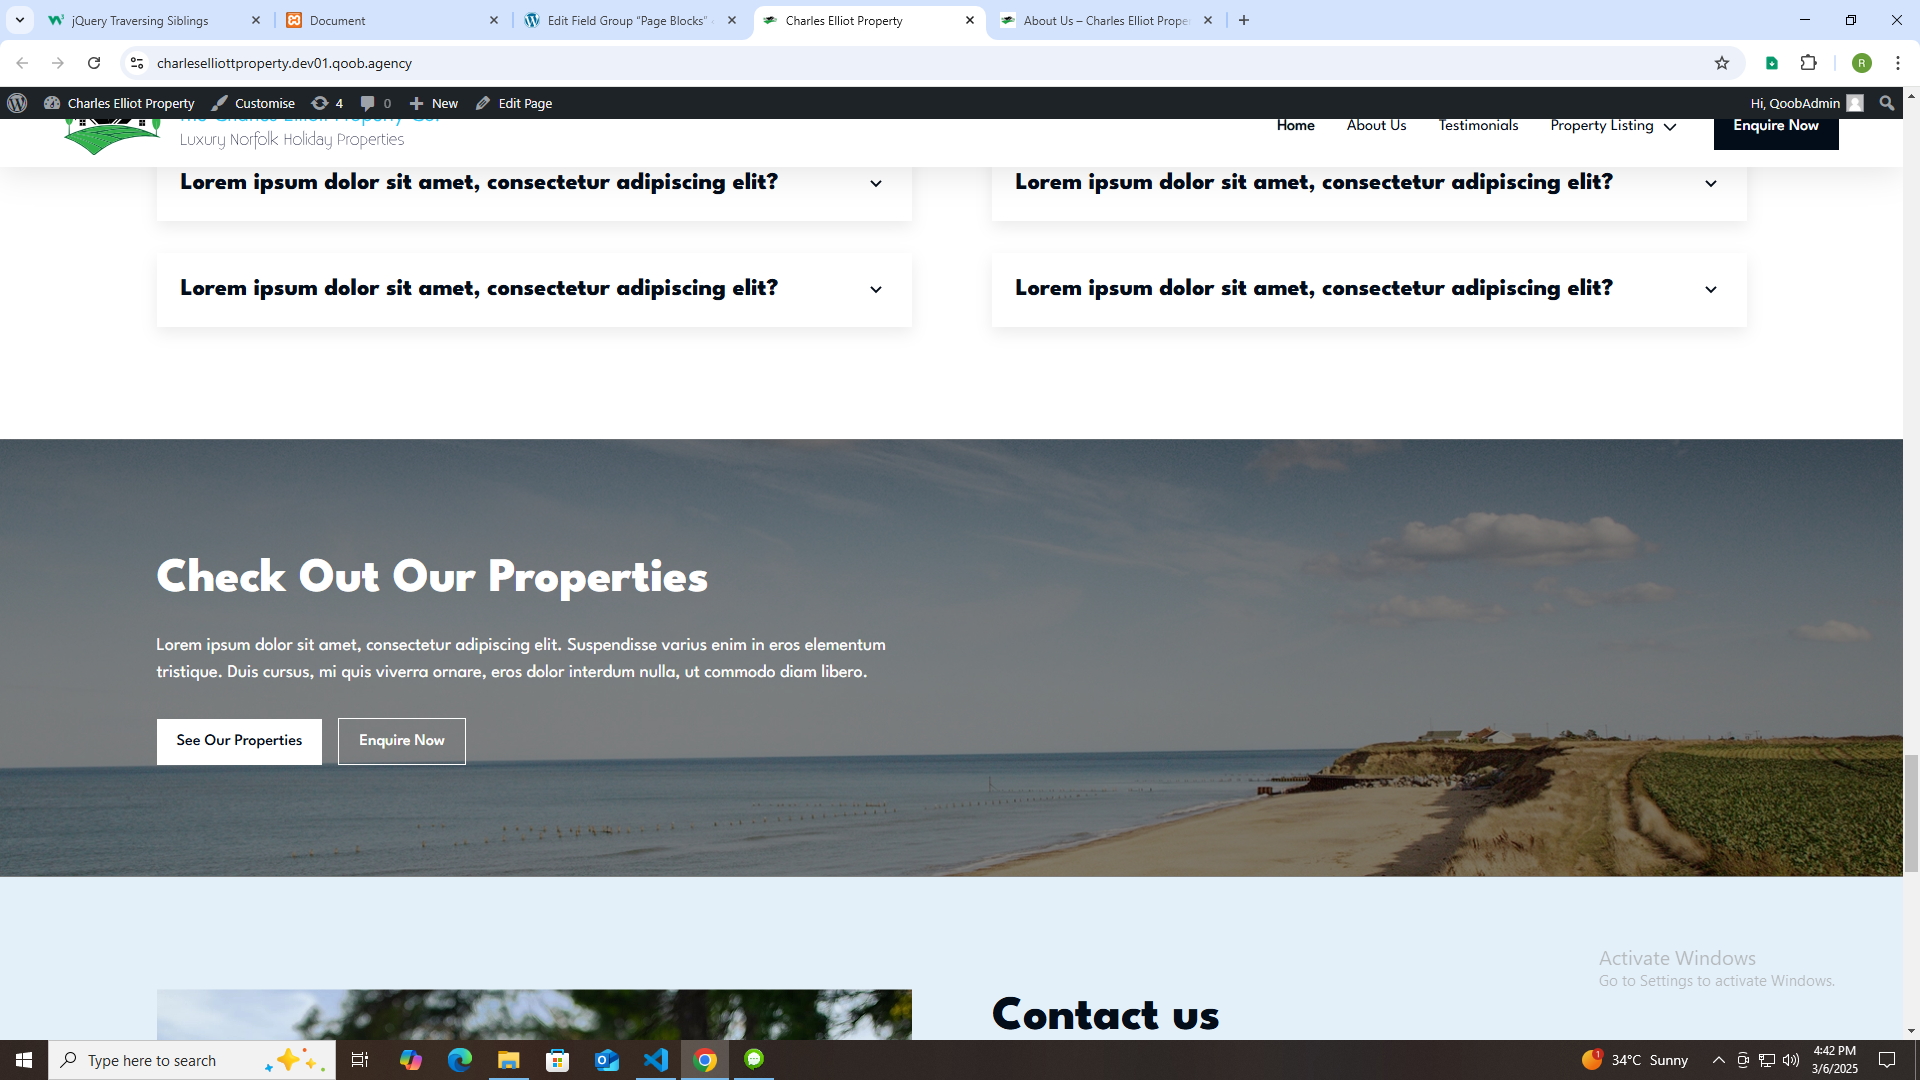 jQuery Traversing Siblings
Document
Edit Field Group “Page Blocks”
Charles Elliot Property
About Us – Charles Elliot Prope
charleselliottproperty.dev01.qoob.agency
R
Charles Elliot Property
Customise
4
0
New
Edit Page
Hi, QoobAdmin
The Charles Elliott Property Co.
Luxury Norfolk Holiday Properties
Home
About Us
Testimonials
Property Listing
Enquire Now
Lorem ipsum dolor sit amet, consectetur adipiscing elit?
Lorem ipsum dolor sit amet, consectetur adipiscing elit?
Lorem ipsum dolor sit amet, consectetur adipiscing elit?
Lorem ipsum dolor sit amet, consectetur adipiscing elit?
Check Out Our Properties
Lorem ipsum dolor sit amet, consectetur adipiscing elit. Suspendisse varius enim in eros elementum
tristique. Duis cursus, mi quis viverra ornare, eros dolor interdum nulla, ut commodo diam libero.
See Our Properties
Enquire Now
Contact us
Activate Windows
Go to Settings to activate Windows.
Type here to search
1
34°C Sunny
4:42 PM
3/6/2025